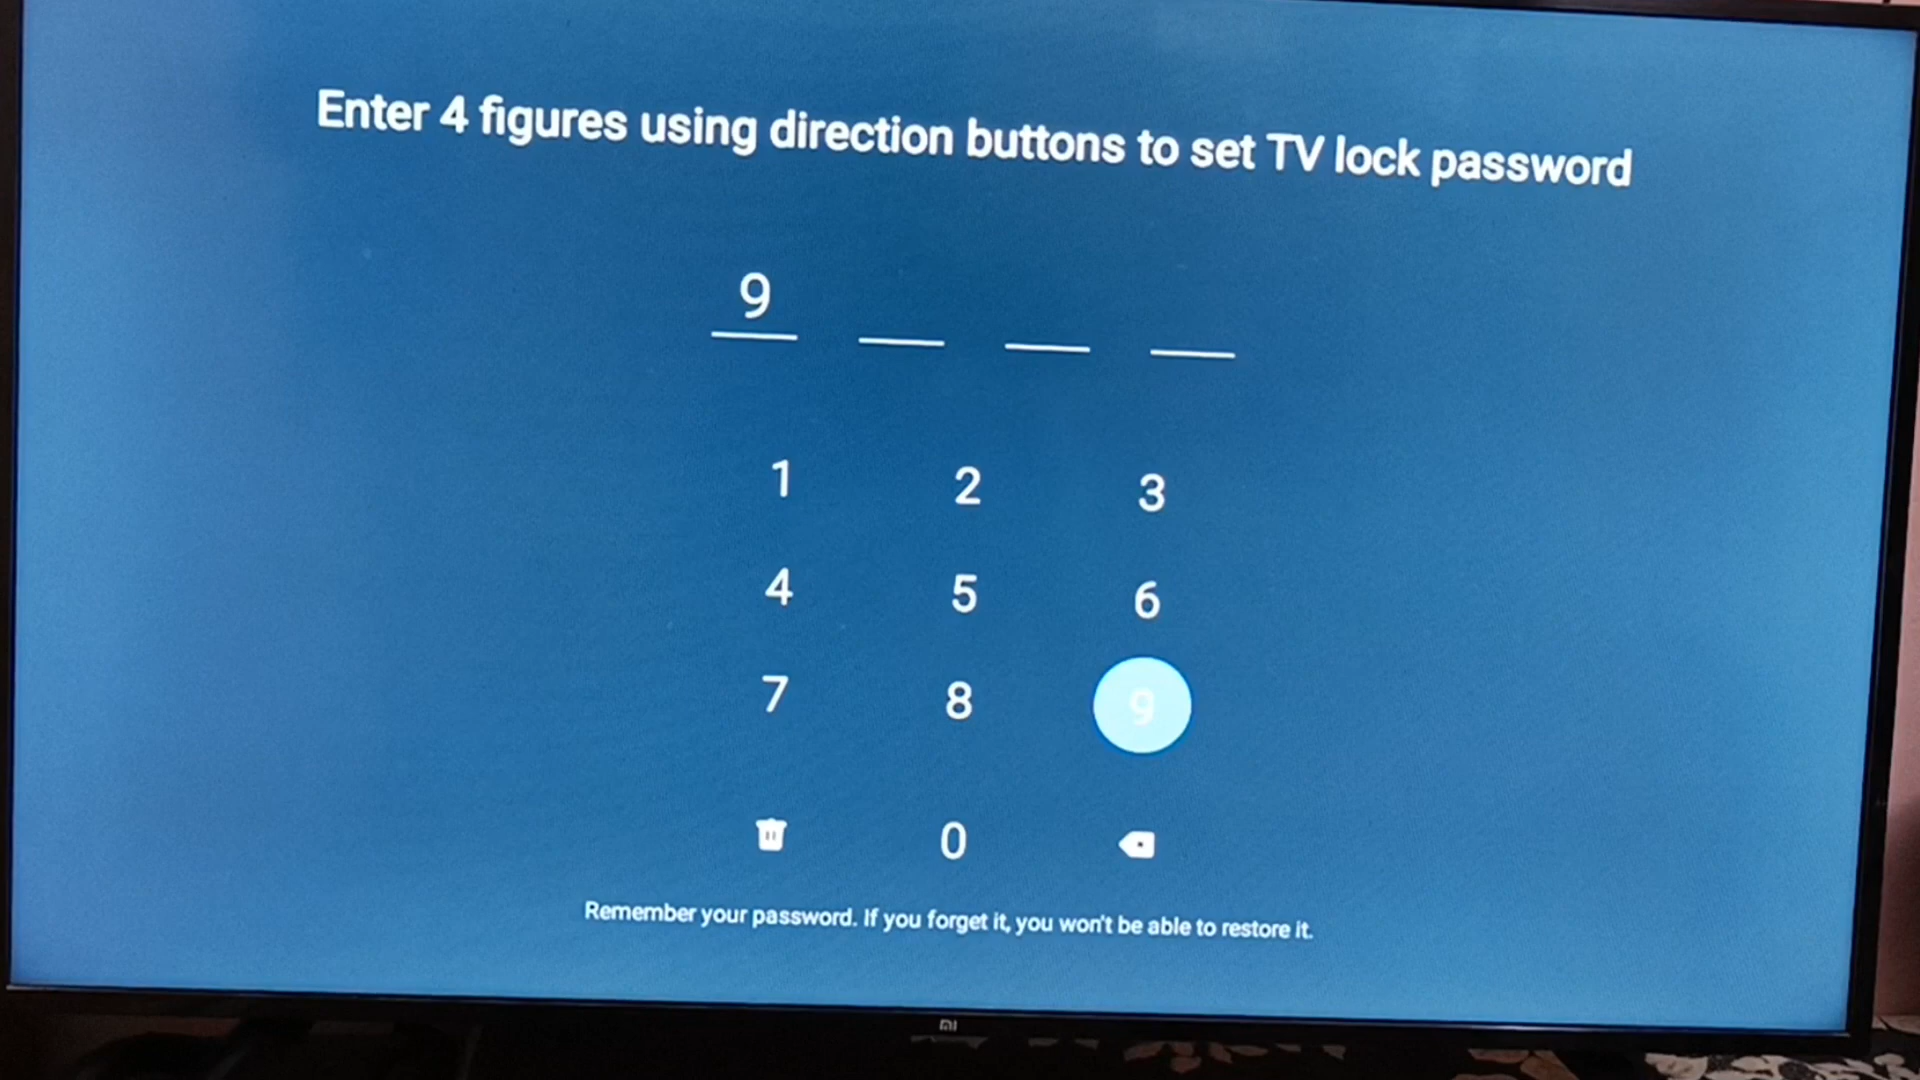 Enter 4 figures using direction buttons to set TV lock password
9
1 2 3
4 5 6
7 8 9
0
Remember your password. If you forget it, you won't be able to restore it.
mi